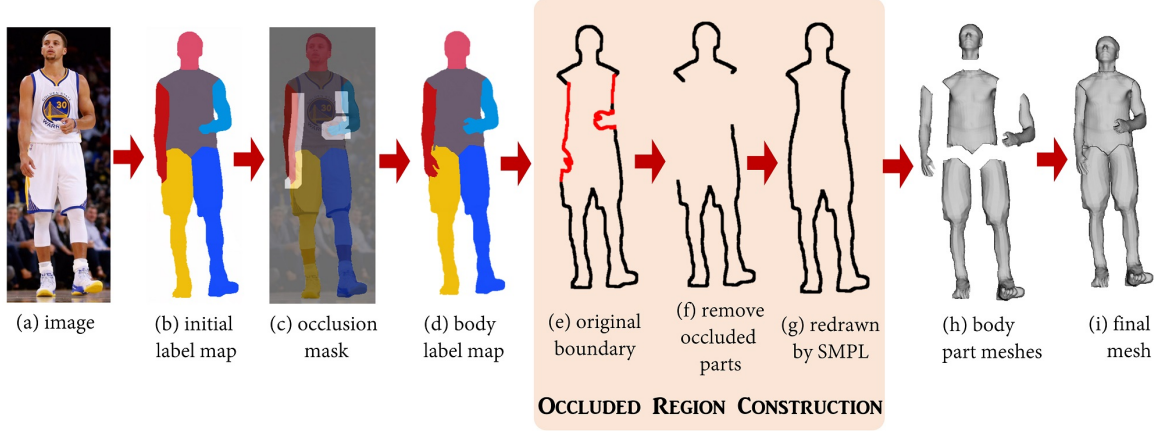 30
WARR
(a) image
(b) initial
label map
(c) occlusion
mask
(d) body
label map
(e) original
boundary
(f) remove
occluded
parts
(g) redrawn
by SMPL
(h) body
part meshes
(i) final
mesh
OCCLUDED REGION CONSTRUCTION